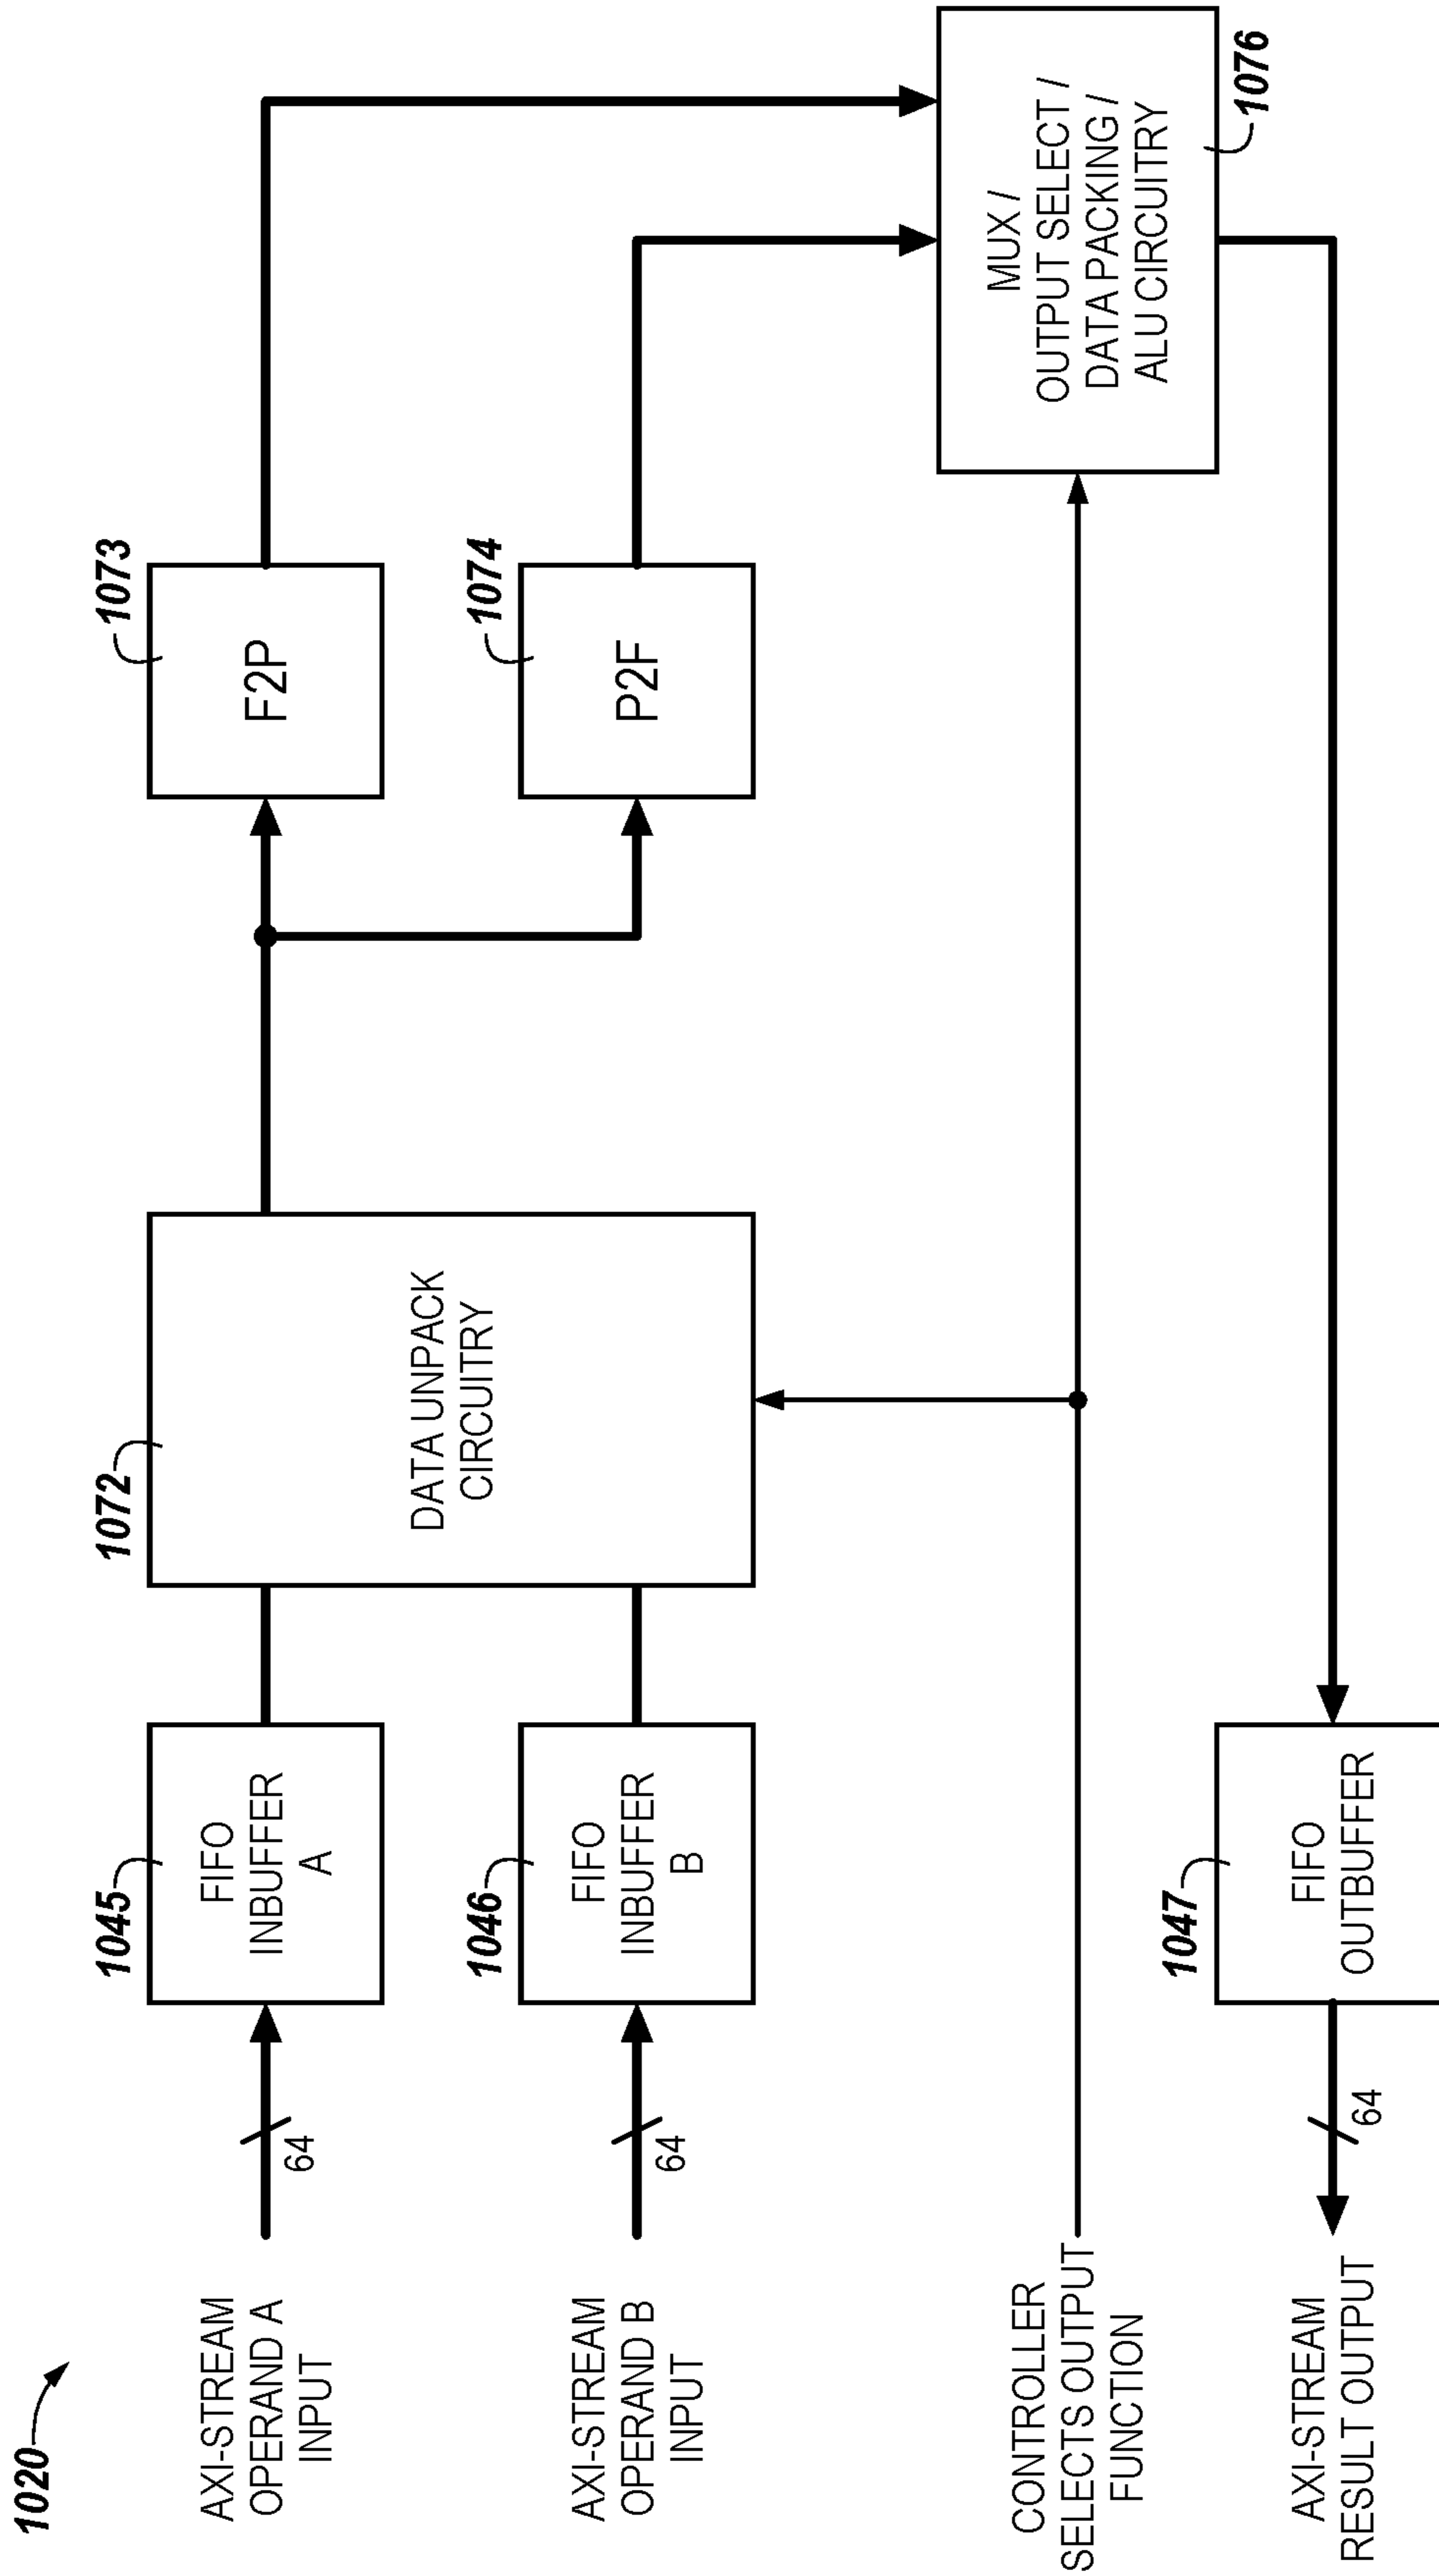 1020
AXI-STREAM
OPERAND A
INPUT
64
1045
FIFO
INBUFFER
A
1072
DATA UNPACK
CIRCUITRY
1073
F2P
AXI-STREAM
OPERAND B
INPUT
64
1046
FIFO
INBUFFER
B
1074
P2F
CONTROLLER
SELECTS OUTPUT
FUNCTION
MUX /
OUTPUT SELECT /
DATA PACKING /
ALU CIRCUITRY
1076
AXI-STREAM
RESULT OUTPUT
64
1047
FIFO
OUTBUFFER